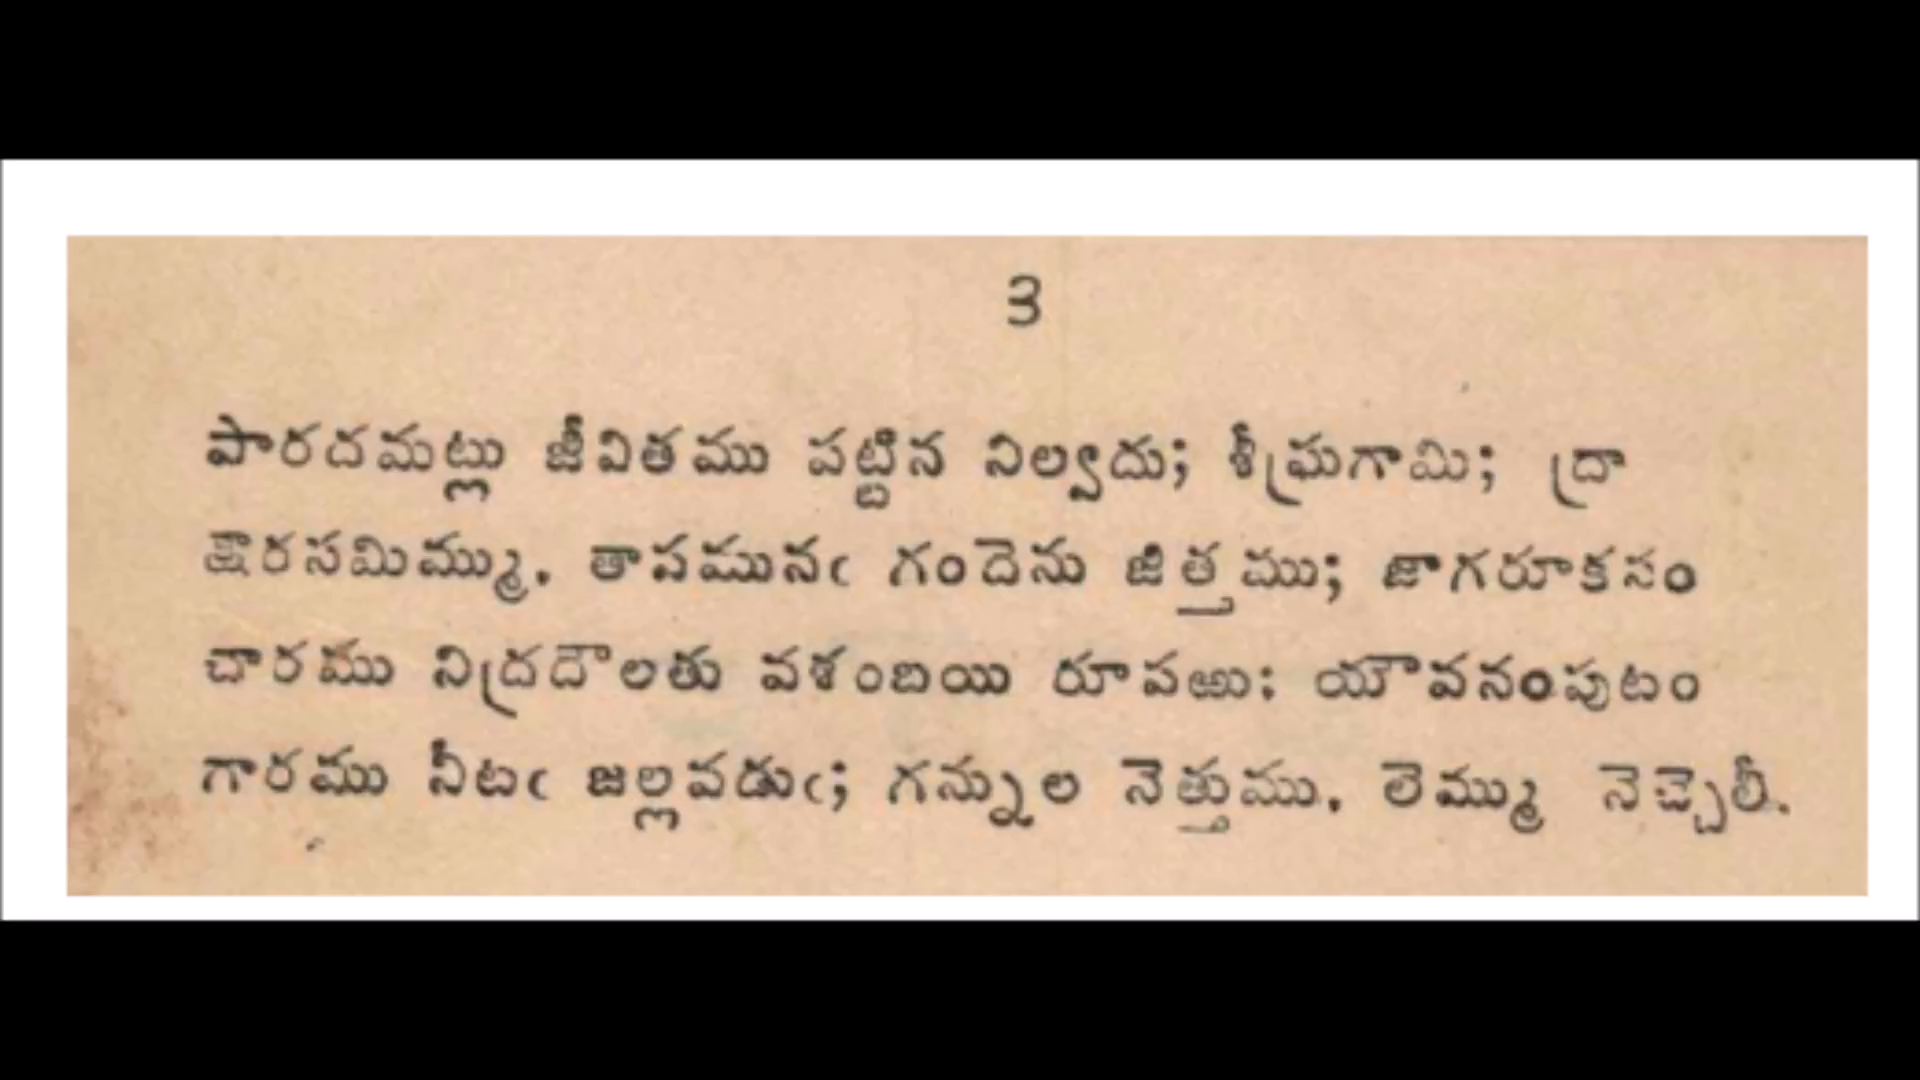 3
పారదమట్లు జీవితము పట్టిన నిల్వదు; శీఘ్రగామి; ద్రా
క్షారసమిమ్ము. తాపమునఁ గందెను జిత్తము; జాగరూకసం
చారము నిద్రదౌలతు వశంబయి రూపఱు: యౌవనంపుటం
గారము నీటఁ జల్లవడుఁ; గన్నుల నెత్తుము. లెమ్ము నెచ్చెలీ.